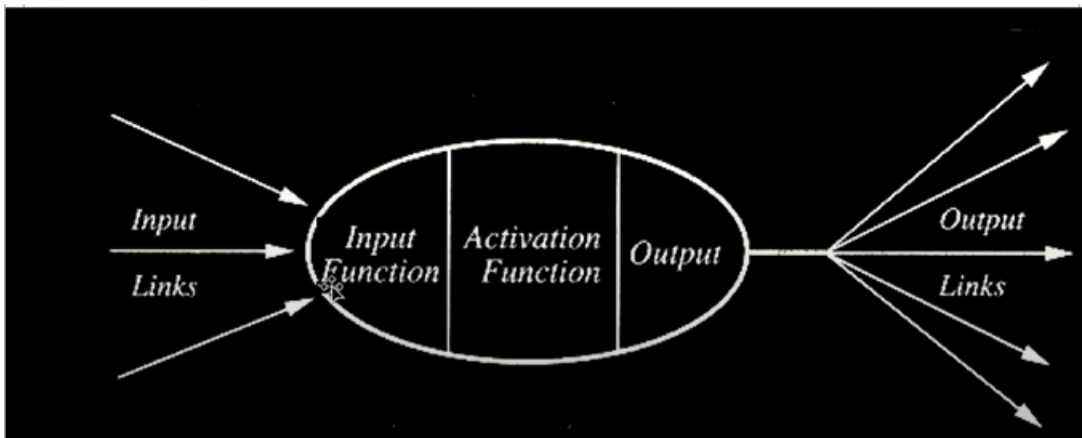 Input
Links
Input
Function
Activation
Function
Output
Output
Links